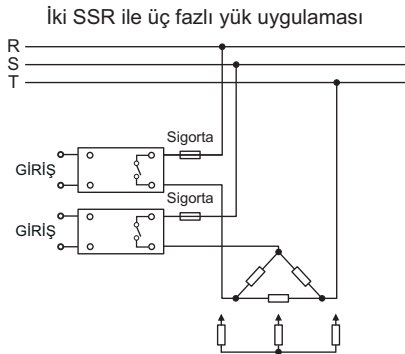 İki SSR ile üç fazlı yük uygulaması
R
S
T
Sigorta
GİRİŞ
Sigorta
GİRİŞ